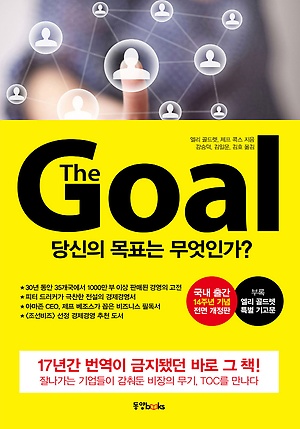 엘리 골드렛, 제프 콕스 지음
강승덕, 김일운, 김효 옮김
The
Goal
당신의 목표는 무엇인가?
★30년 동안 35개국에서 1000만 부 이상 판매된 경영의 고전
★피터 드러커가 극찬한 전설의 경제경영서
★아마존 CEO, 제프 베조스가 꼽은 비즈니스 필독서
★〈조선비즈〉 선정 경제경영 추천 도서
국내 출간
14주년 기념
전면 개정판
부록
엘리 골드렛
특별 기고문
17년간 번역이 금지됐던 바로 그 책!
잘나가는 기업들이 감춰둔 비장의 무기, TOC를 만나다
동양books